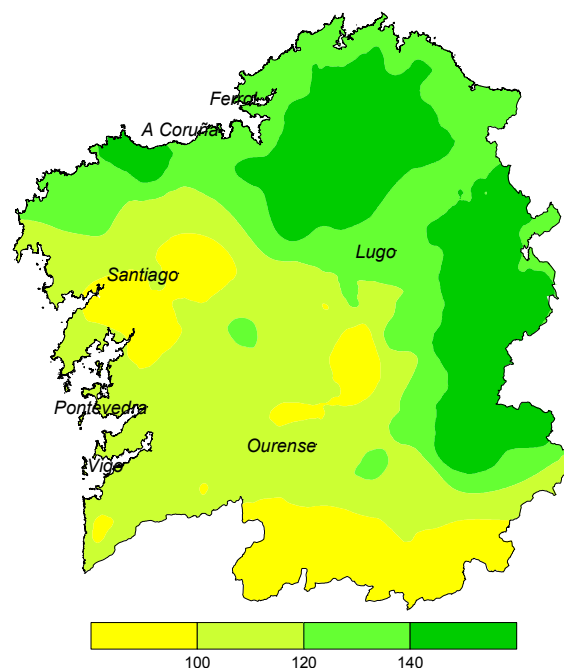 Ferrol
A Coruña
Lugo
Santiago
Pontevedra
Ourense
Vigo
100 120 140